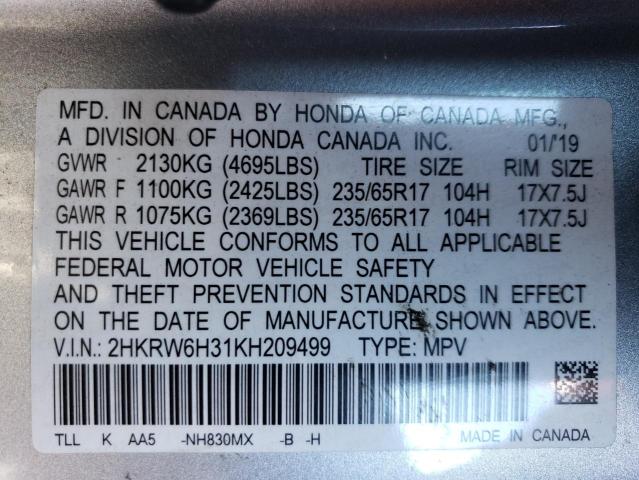 MFD. IN CANADA BY HONDA OF CANADA MFG.,
A DIVISION OF HONDA CANADA INC. 01/'19
GVWR 2130KG (4695LBS) TIRE SIZE RIM SIZE
GAWR F 1100KG (2425LBS) 235/65R17 104H 17X7.5J
GAWR R 1075KG (2369LBS) 235/65R17 104H 17X7.5J
THIS VEHICLE CONFORMS TO ALL APPLICABLE
FEDERAL MOTOR VEHICLE SAFETY
AND THEFT PREVENTION STANDARDS IN EFFECT
ON THE DATE OF MANUFACTURE SHOWN ABOVE.
V.I.N.: 2HKRW6H31KH209499 TYPE: MPV
TLL K AA5 -NH830MX -B -H MADE IN CANADA